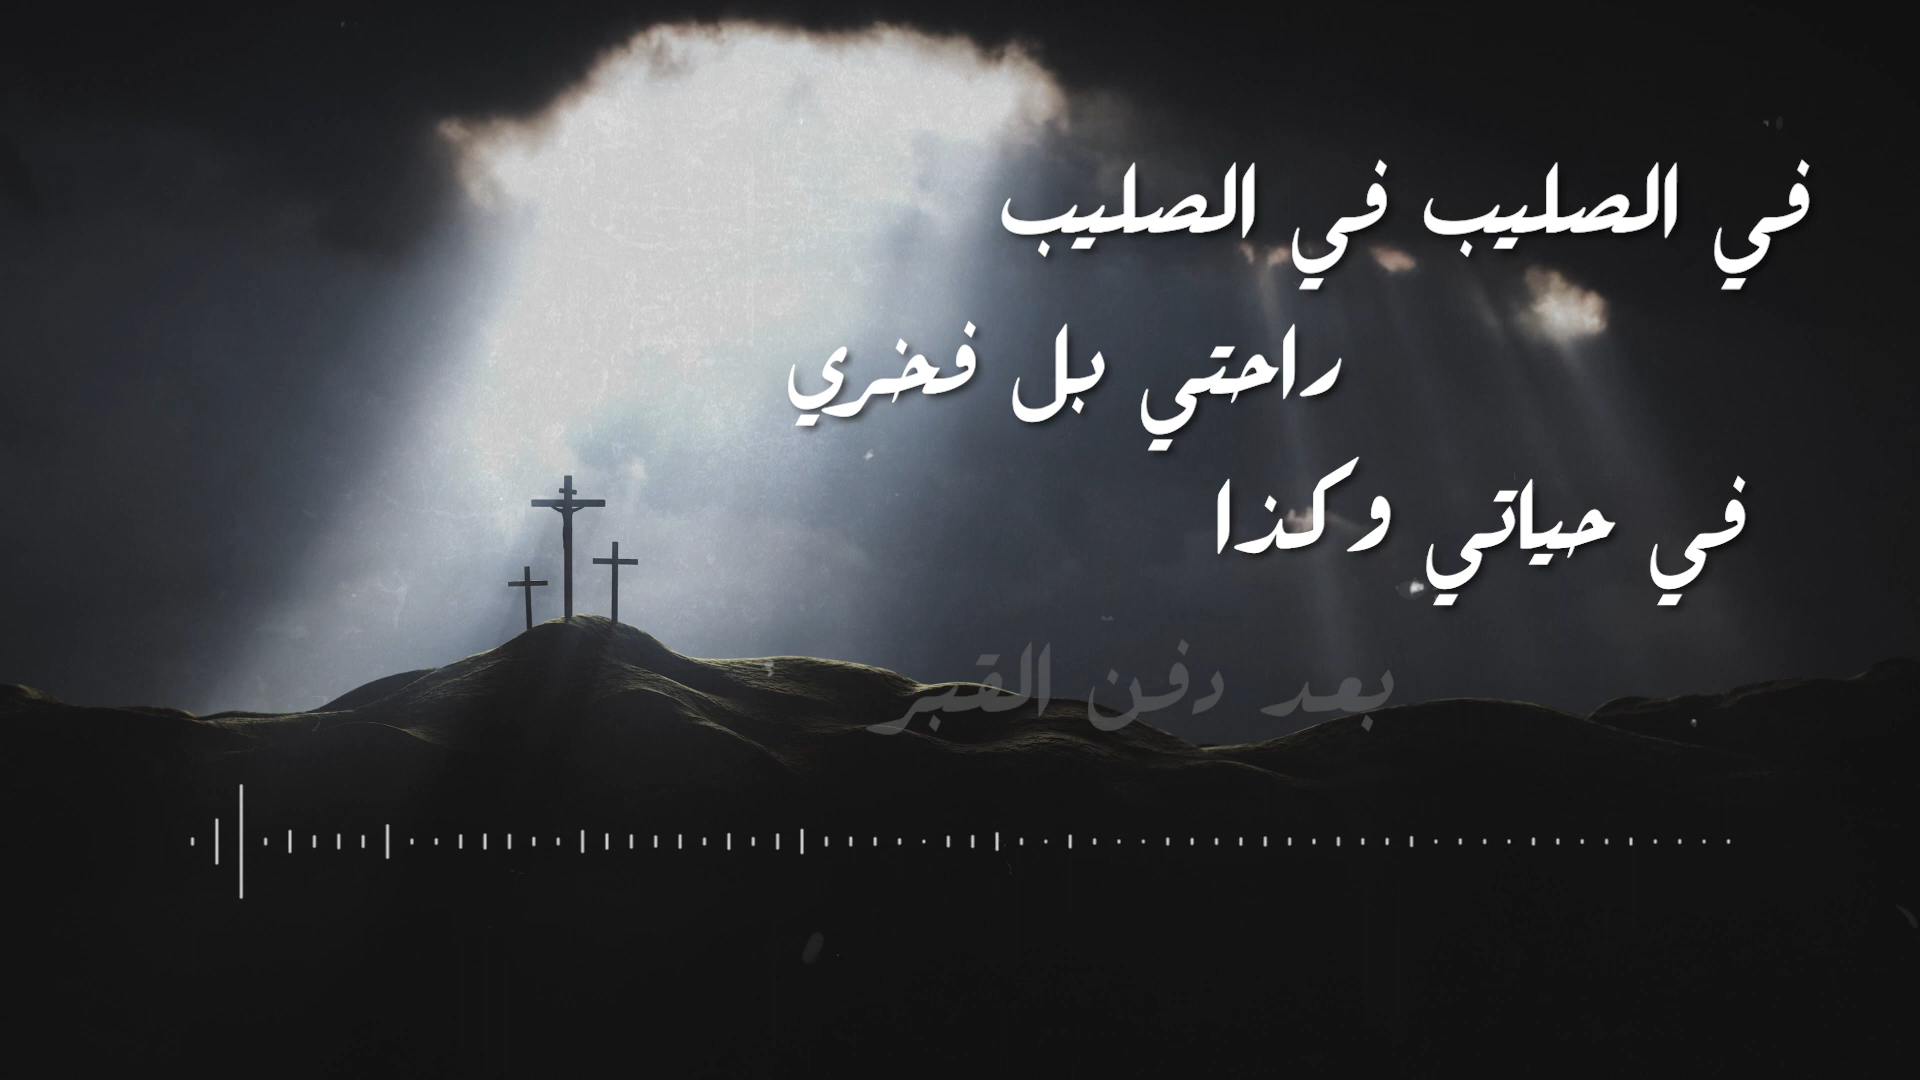 في الصليب في الصليب
راحتي بل فخري
في حياتي وكذا
بعد دفن القبر